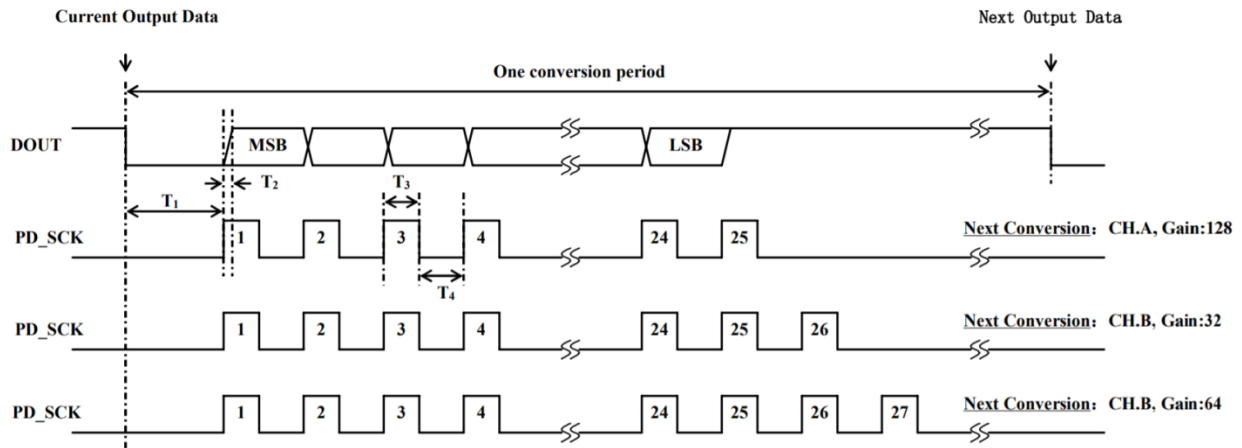 Current Output Data
Next Output Data
One conversion period
DOUT
MSB
LSB
T2
T3
T1
PD_SCK
1 2 3 4 24 25
Next Conversion: CH.A, Gain:128
T4
PD_SCK
1 2 3 4 24 25 26
Next Conversion: CH.B, Gain:32
PD_SCK
1 2 3 4 24 25 26 27
Next Conversion: CH.B, Gain:64